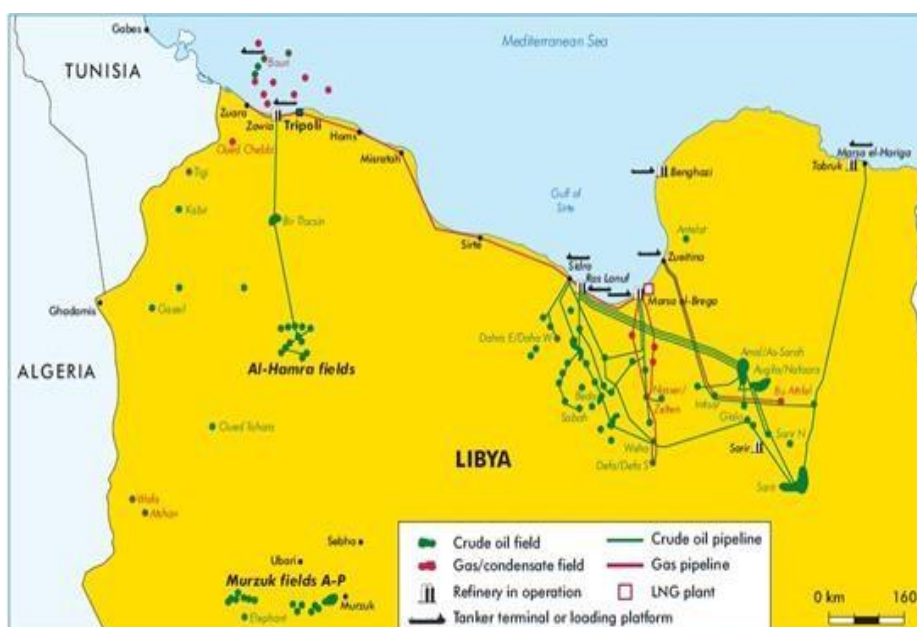 Gabes
Mediterranean Sea
TUNISIA
Bouri
Zuara
Zawia
Tripoli
Homs
Oued Chebbi
Misratah
Marsa el-Hariga
Tobruk
Benghazi
Tigi
Gulf of
Sirte
Kabir
Bir Tlacsin
Antelat
Sirte
Zueitina
Sidra
Ras Lanuf
Ghadamis
Marsa el-Brega
Dahra E/Dahra W
Amal/As-Sarah
ALGERIA
Al-Hamra fields
Augila/Nafoora
Beda
Nasser/
Zelten
Bu Attifel
Intisar
Sabah
Gialo
Oued Tahara
LIBYA
Waha
Sarir N
Sarir
Defa/Defa S
Sarir
Wafa
Atshan
Sebha
Ubari
Murzuk fields A-P
Murzuk
Elephant
Crude oil field
Crude oil pipeline
Gas/condensate field
Gas pipeline
Refinery in operation
LNG plant
Tanker terminal or loading platform
0 km
160